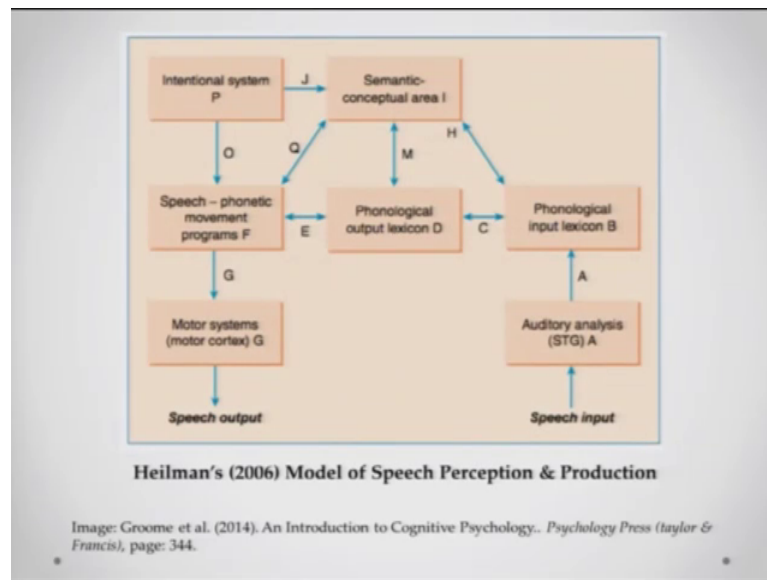 Intentional system
P
J
Semantic-
conceptual area I
H
O
Q
M
Speech – phonetic
movement
programs F
E
Phonological
output lexicon D
C
Phonological
input lexicon B
G
A
Motor systems
(motor cortex) G
Auditory analysis
(STG) A
Speech output
Speech input
Heilman's (2006) Model of Speech Perception & Production
Image: Groome et al. (2014). An Introduction to Cognitive Psychology.. Psychology Press (taylor &
Francis), page: 344.